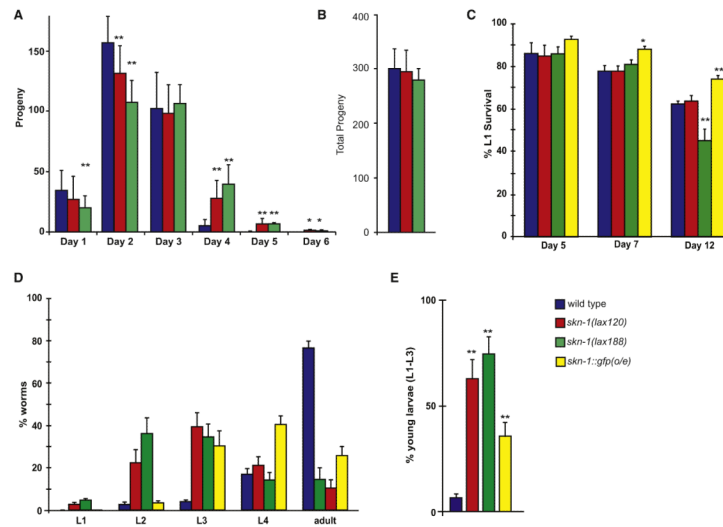 A
150
100
50
0
Progeny
**
**
**
**
**
** **
* *
Day 1 Day 2 Day 3 Day 4 Day 5 Day 6
B
400
300
200
100
0
Total Progeny
C
100
80
60
40
20
0
% L1 Survival
*
**
**
Day 5 Day 7 Day 12
D
100
80
60
40
20
0
% worms
L1 L2 L3 L4 adult
E
100
50
0
% young larvae (L1-L3)
**
**
**
wild type
skn-1(lax120)
skn-1(lax188)
skn-1::gfp(o/e)